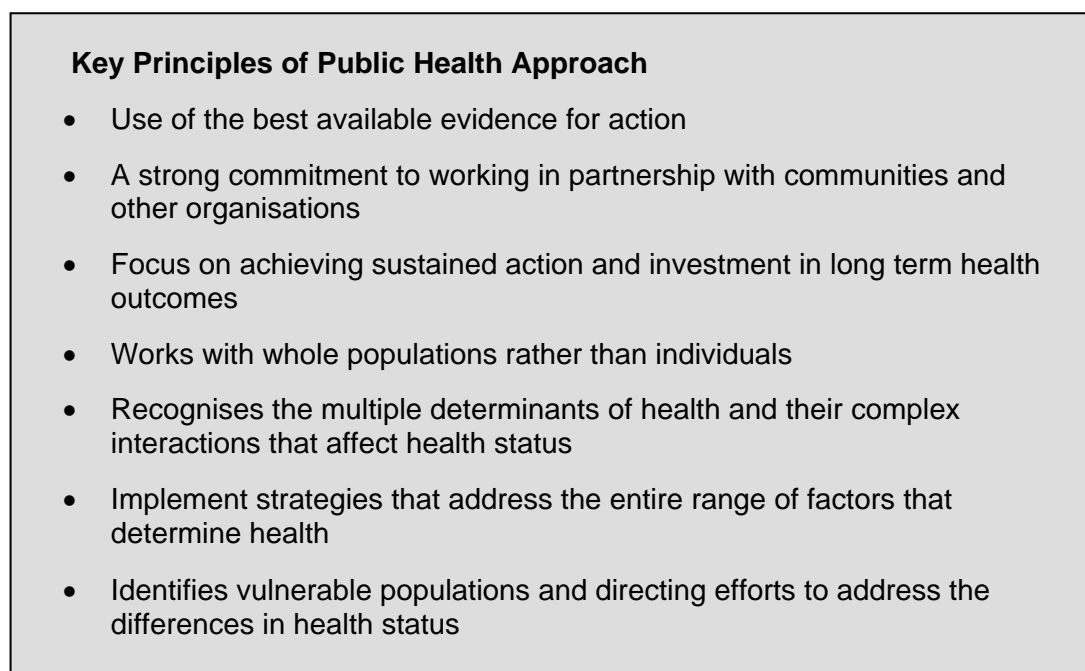 Key Principles of Public Health Approach
• Use of the best available evidence for action
• A strong commitment to working in partnership with communities and
other organisations
• Focus on achieving sustained action and investment in long term health
outcomes
• Works with whole populations rather than individuals
• Recognises the multiple determinants of health and their complex
interactions that affect health status
• Implement strategies that address the entire range of factors that
determine health
• Identifies vulnerable populations and directing efforts to address the
differences in health status